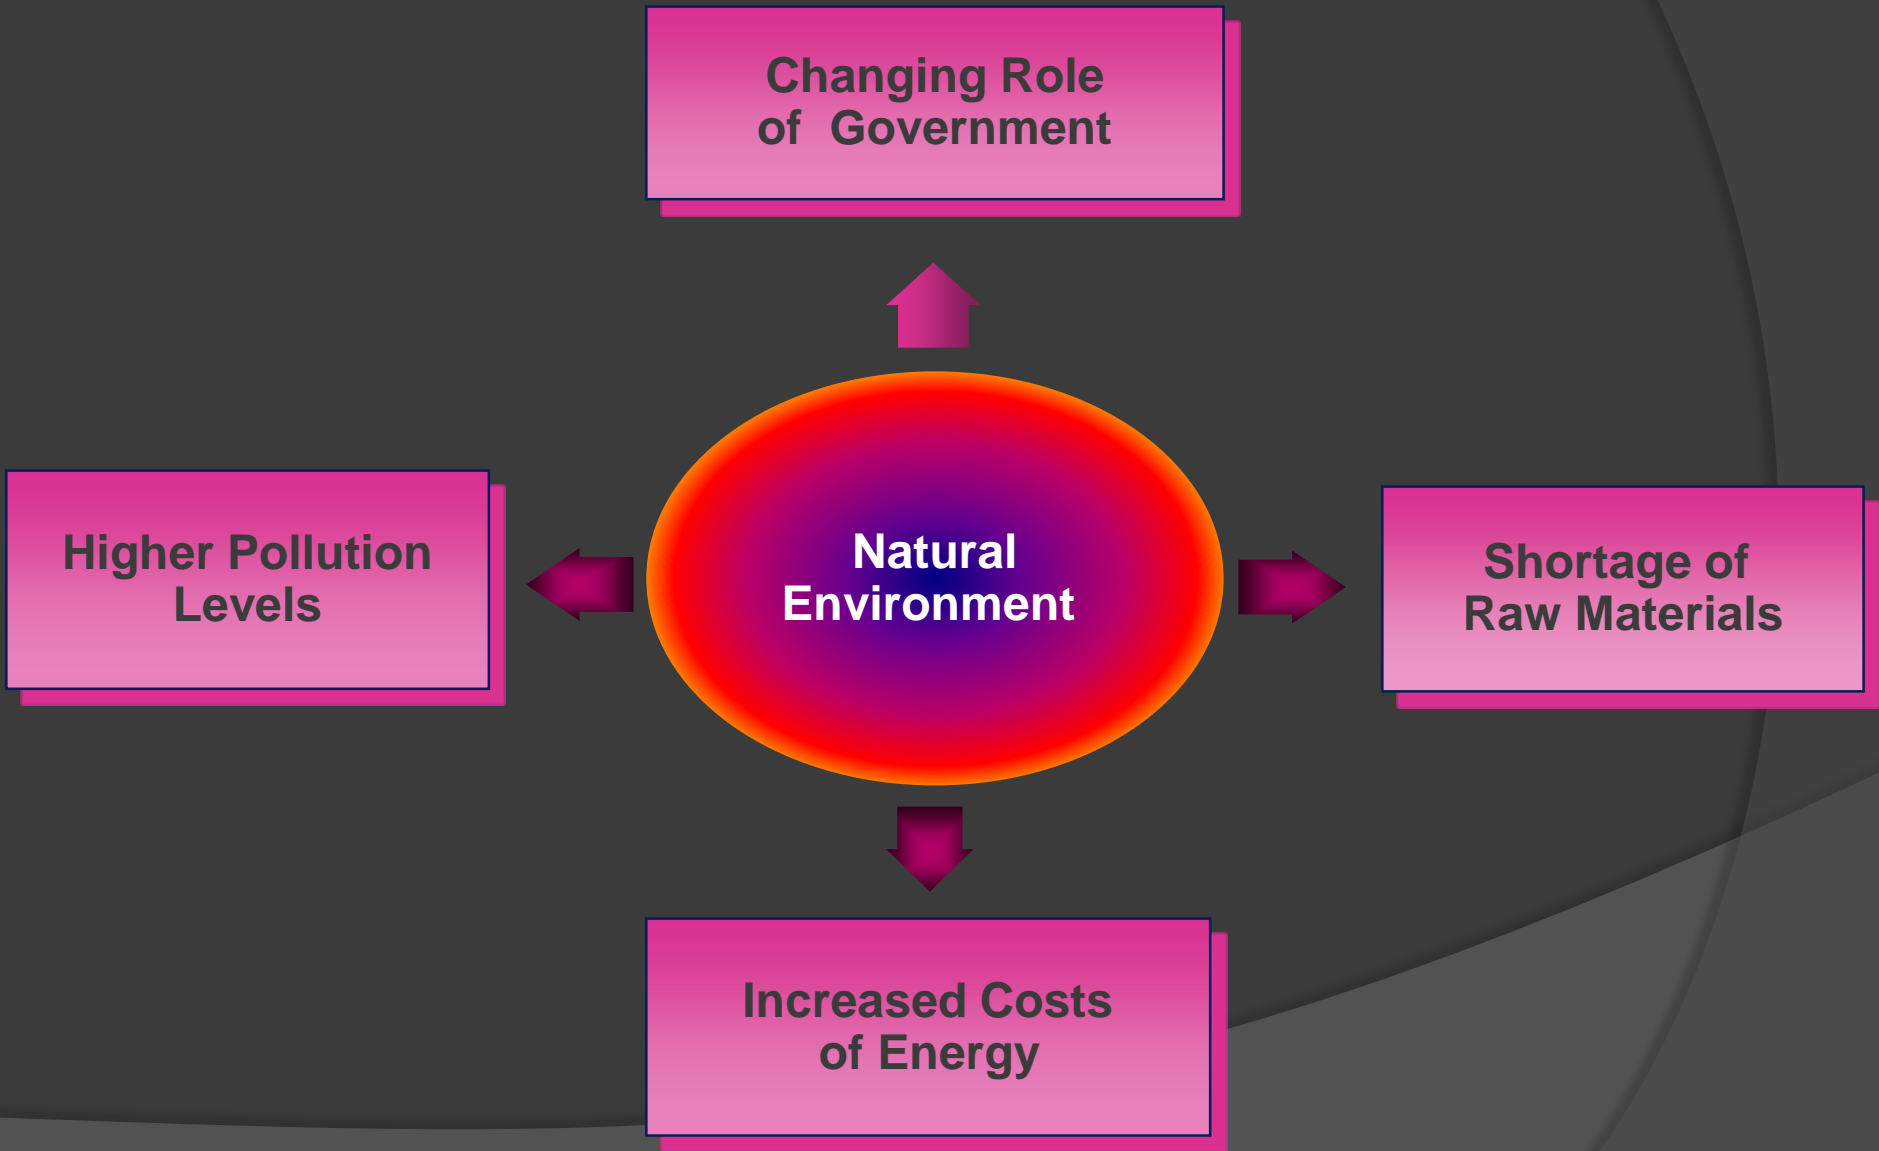 Changing Role
of Government
Higher Pollution
Levels
Natural
Environment
Shortage of
Raw Materials
Increased Costs
of Energy